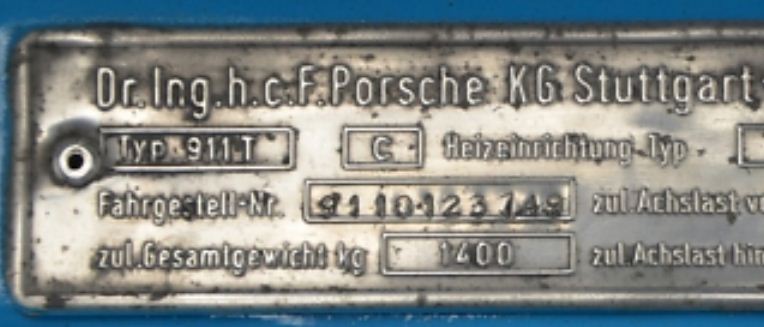 Dr. Ing. h. c. F. Porsche KG Stuttgart
Typ 911 T C Heizeinrichtung-Typ
Fahrgestell-Nr. 9110123749 zul. Achslast
zul. Gesamtgewicht kg 1400 zul. Achslast